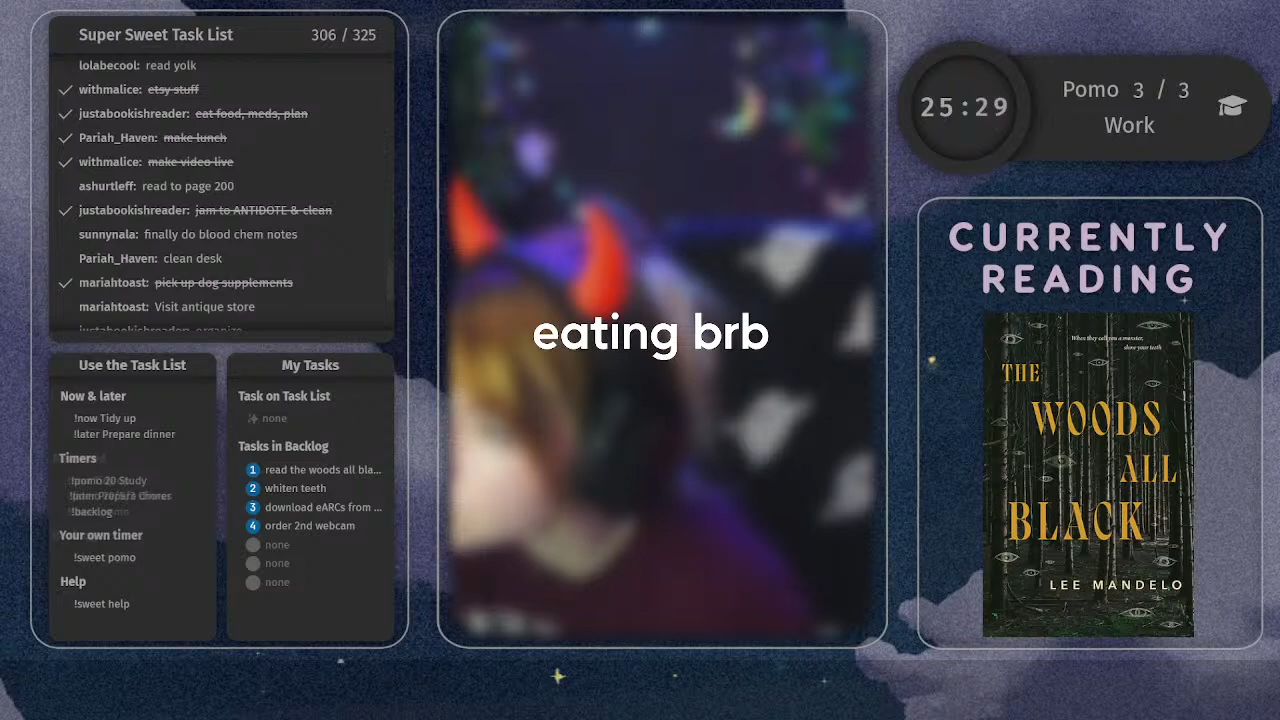 Super Sweet Task List 306 / 325
lolabecool: read yolk
withmalice: etsy stuff
justabookishreader: eat food, meds, plan
Pariah_Haven: make lunch
withmalice: make video live
ashurtleff: read to page 200
justabookishreader: jam to ANTIDOTE & clean
sunnynala: finally do blood chem notes
Pariah_Haven: clean desk
mariahtoast: pick up dog supplements
mariahtoast: Visit antique store
justabookishreader: organize
Use the Task List
Now & later
!now Tidy up
!later Prepare dinner
Timers
!backlog
Your own timer
!sweet pomo
Help
!sweet help
My Tasks
Task on Task List
none
Tasks in Backlog
1 read the woods all bla...
2 whiten teeth
3 download eARCs from ...
4 order 2nd webcam
none
none
none
eating brb
25:29
Pomo 3 / 3
Work
CURRENTLY
READING
When they call you a monster,
show your teeth
THE
WOODS
ALL
BLACK
LEE MANDELO